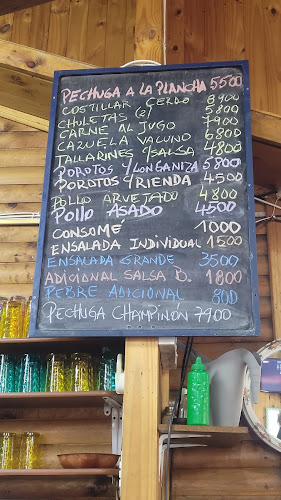 PECHUGA A LA PLANCHA 5500
COSTILLAR CERDO 8900
CHULETAS (2) 5800
CARNE AL JUGO 7900
CAZUELA VACUNO 6800
TALLARINES Y/SALSA 4800
POROTOS Y/LONGANIZA 5800
POROTOS Y/RIENDA 4500
POLLO ARVEJADO 4800
POLLO ASADO 4500
CONSOMÉ 1000
ENSALADA INDIVIDUAL 1500
ENSALADA GRANDE 3500
ADICIONAL SALSA B. 1800
PEBRE ADICIONAL 800
PECHUGA CHAMPIÑON 7900